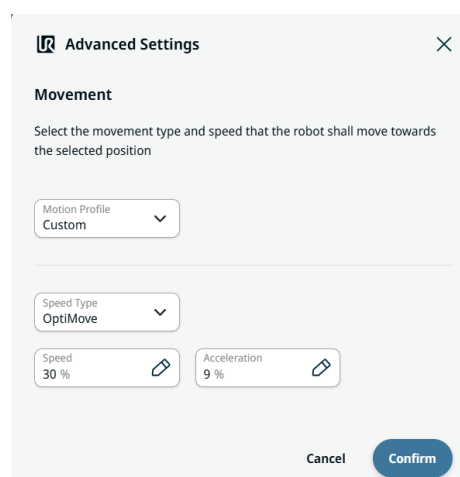 UR Advanced Settings
Movement
Select the movement type and speed that the robot shall move towards
the selected position
Motion Profile
Custom
Speed Type
OptiMove
Speed
30 %
Acceleration
9 %
Cancel
Confirm